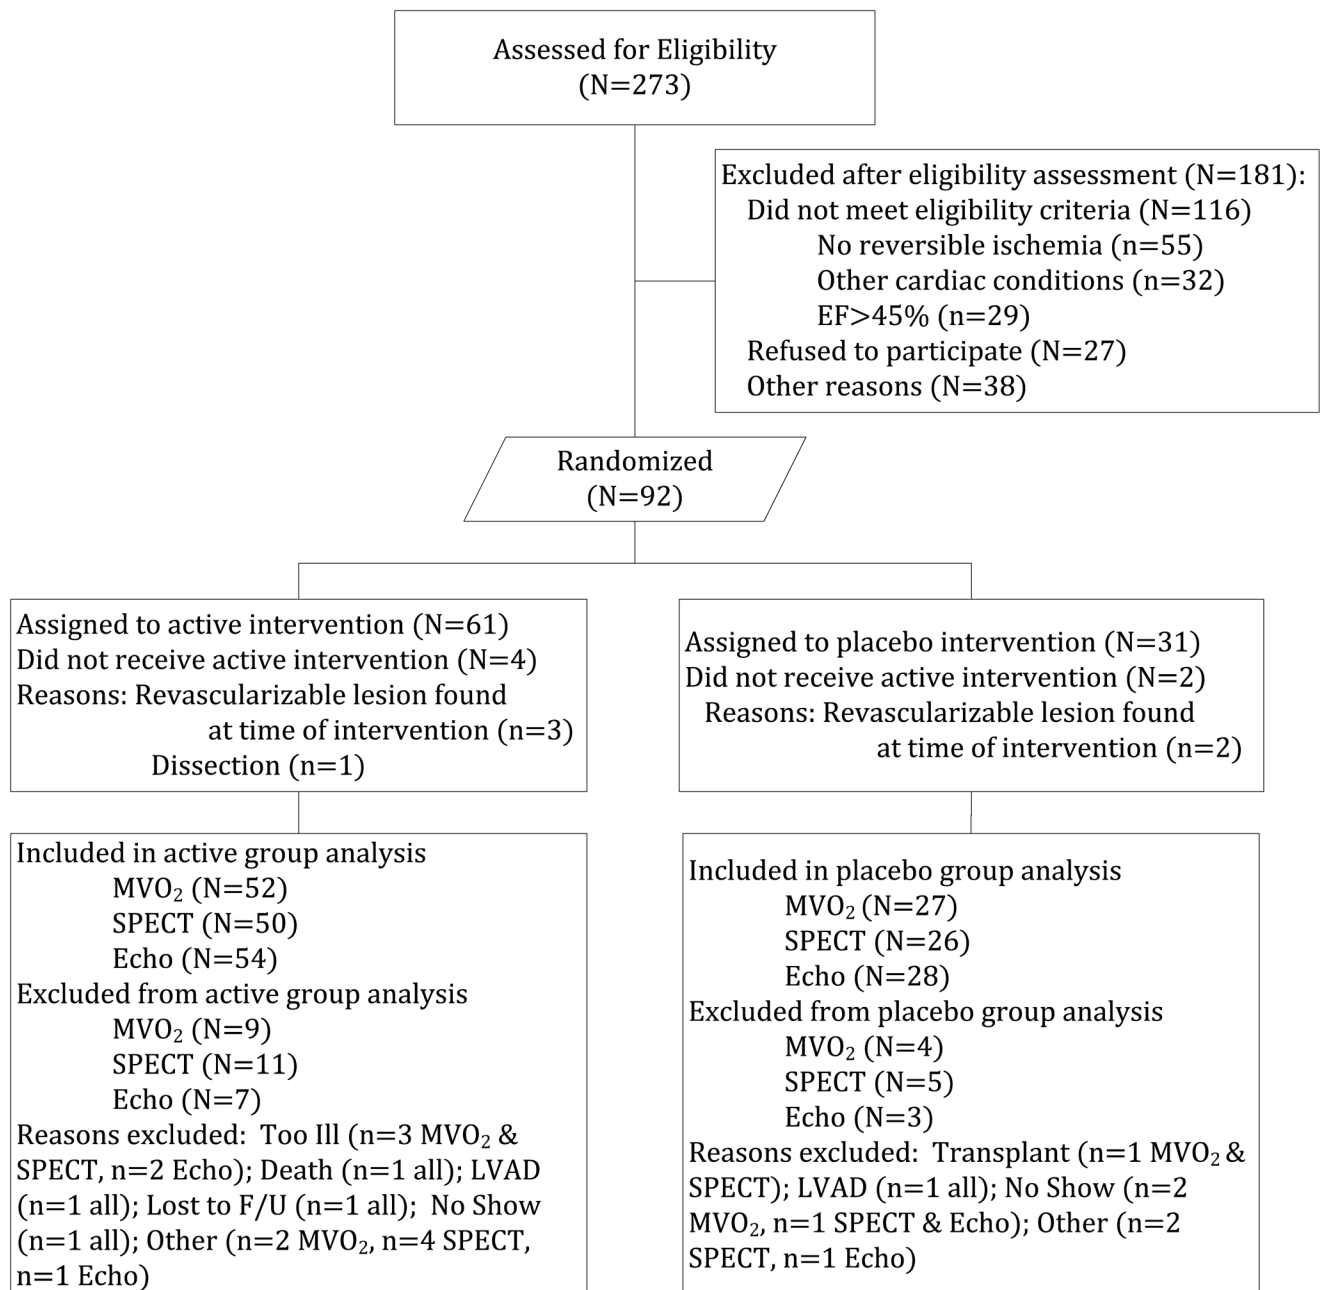 Assessed for Eligibility
(N=273)
Excluded after eligibility assessment (N=181):
Did not meet eligibility criteria (N=116)
No reversible ischemia (n=55)
Other cardiac conditions (n=32)
EF>45% (n=29)
Refused to participate (N=27)
Other reasons (N=38)
Randomized
(N=92)
Assigned to active intervention (N=61)
Did not receive active intervention (N=4)
Reasons: Revascularizable lesion found
at time of intervention (n=3)
Dissection (n=1)
Assigned to placebo intervention (N=31)
Did not receive active intervention (N=2)
Reasons: Revascularizable lesion found
at time of intervention (n=2)
Included in active group analysis
MVO₂ (N=52)
SPECT (N=50)
Echo (N=54)
Excluded from active group analysis
MVO₂ (N=9)
SPECT (N=11)
Echo (N=7)
Reasons excluded: Too Ill (n=3 MVO₂ &
SPECT, n=2 Echo); Death (n=1 all); LVAD
(n=1 all); Lost to F/U (n=1 all); No Show
(n=1 all); Other (n=2 MVO₂, n=4 SPECT,
n=1 Echo)
Included in placebo group analysis
MVO₂ (N=27)
SPECT (N=26)
Echo (N=28)
Excluded from placebo group analysis
MVO₂ (N=4)
SPECT (N=5)
Echo (N=3)
Reasons excluded: Transplant (n=1 MVO₂ &
SPECT); LVAD (n=1 all); No Show (n=2
MVO₂, n=1 SPECT & Echo); Other (n=2
SPECT, n=1 Echo)